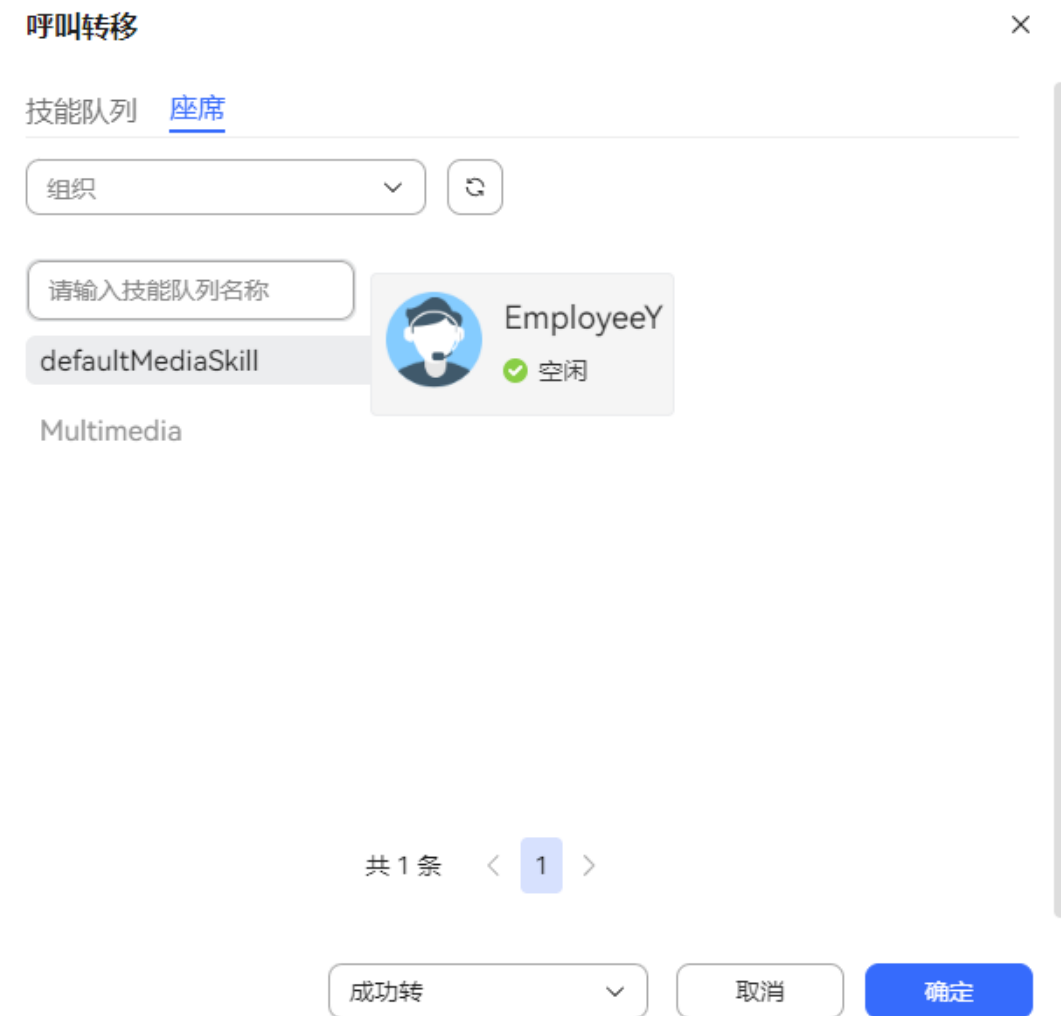 呼叫转移
技能队列 座席
组织
请输入技能队列名称
defaultMediaSkill
Multimedia
EmployeeY
空闲
共 1 条 1
成功转 取消 确定